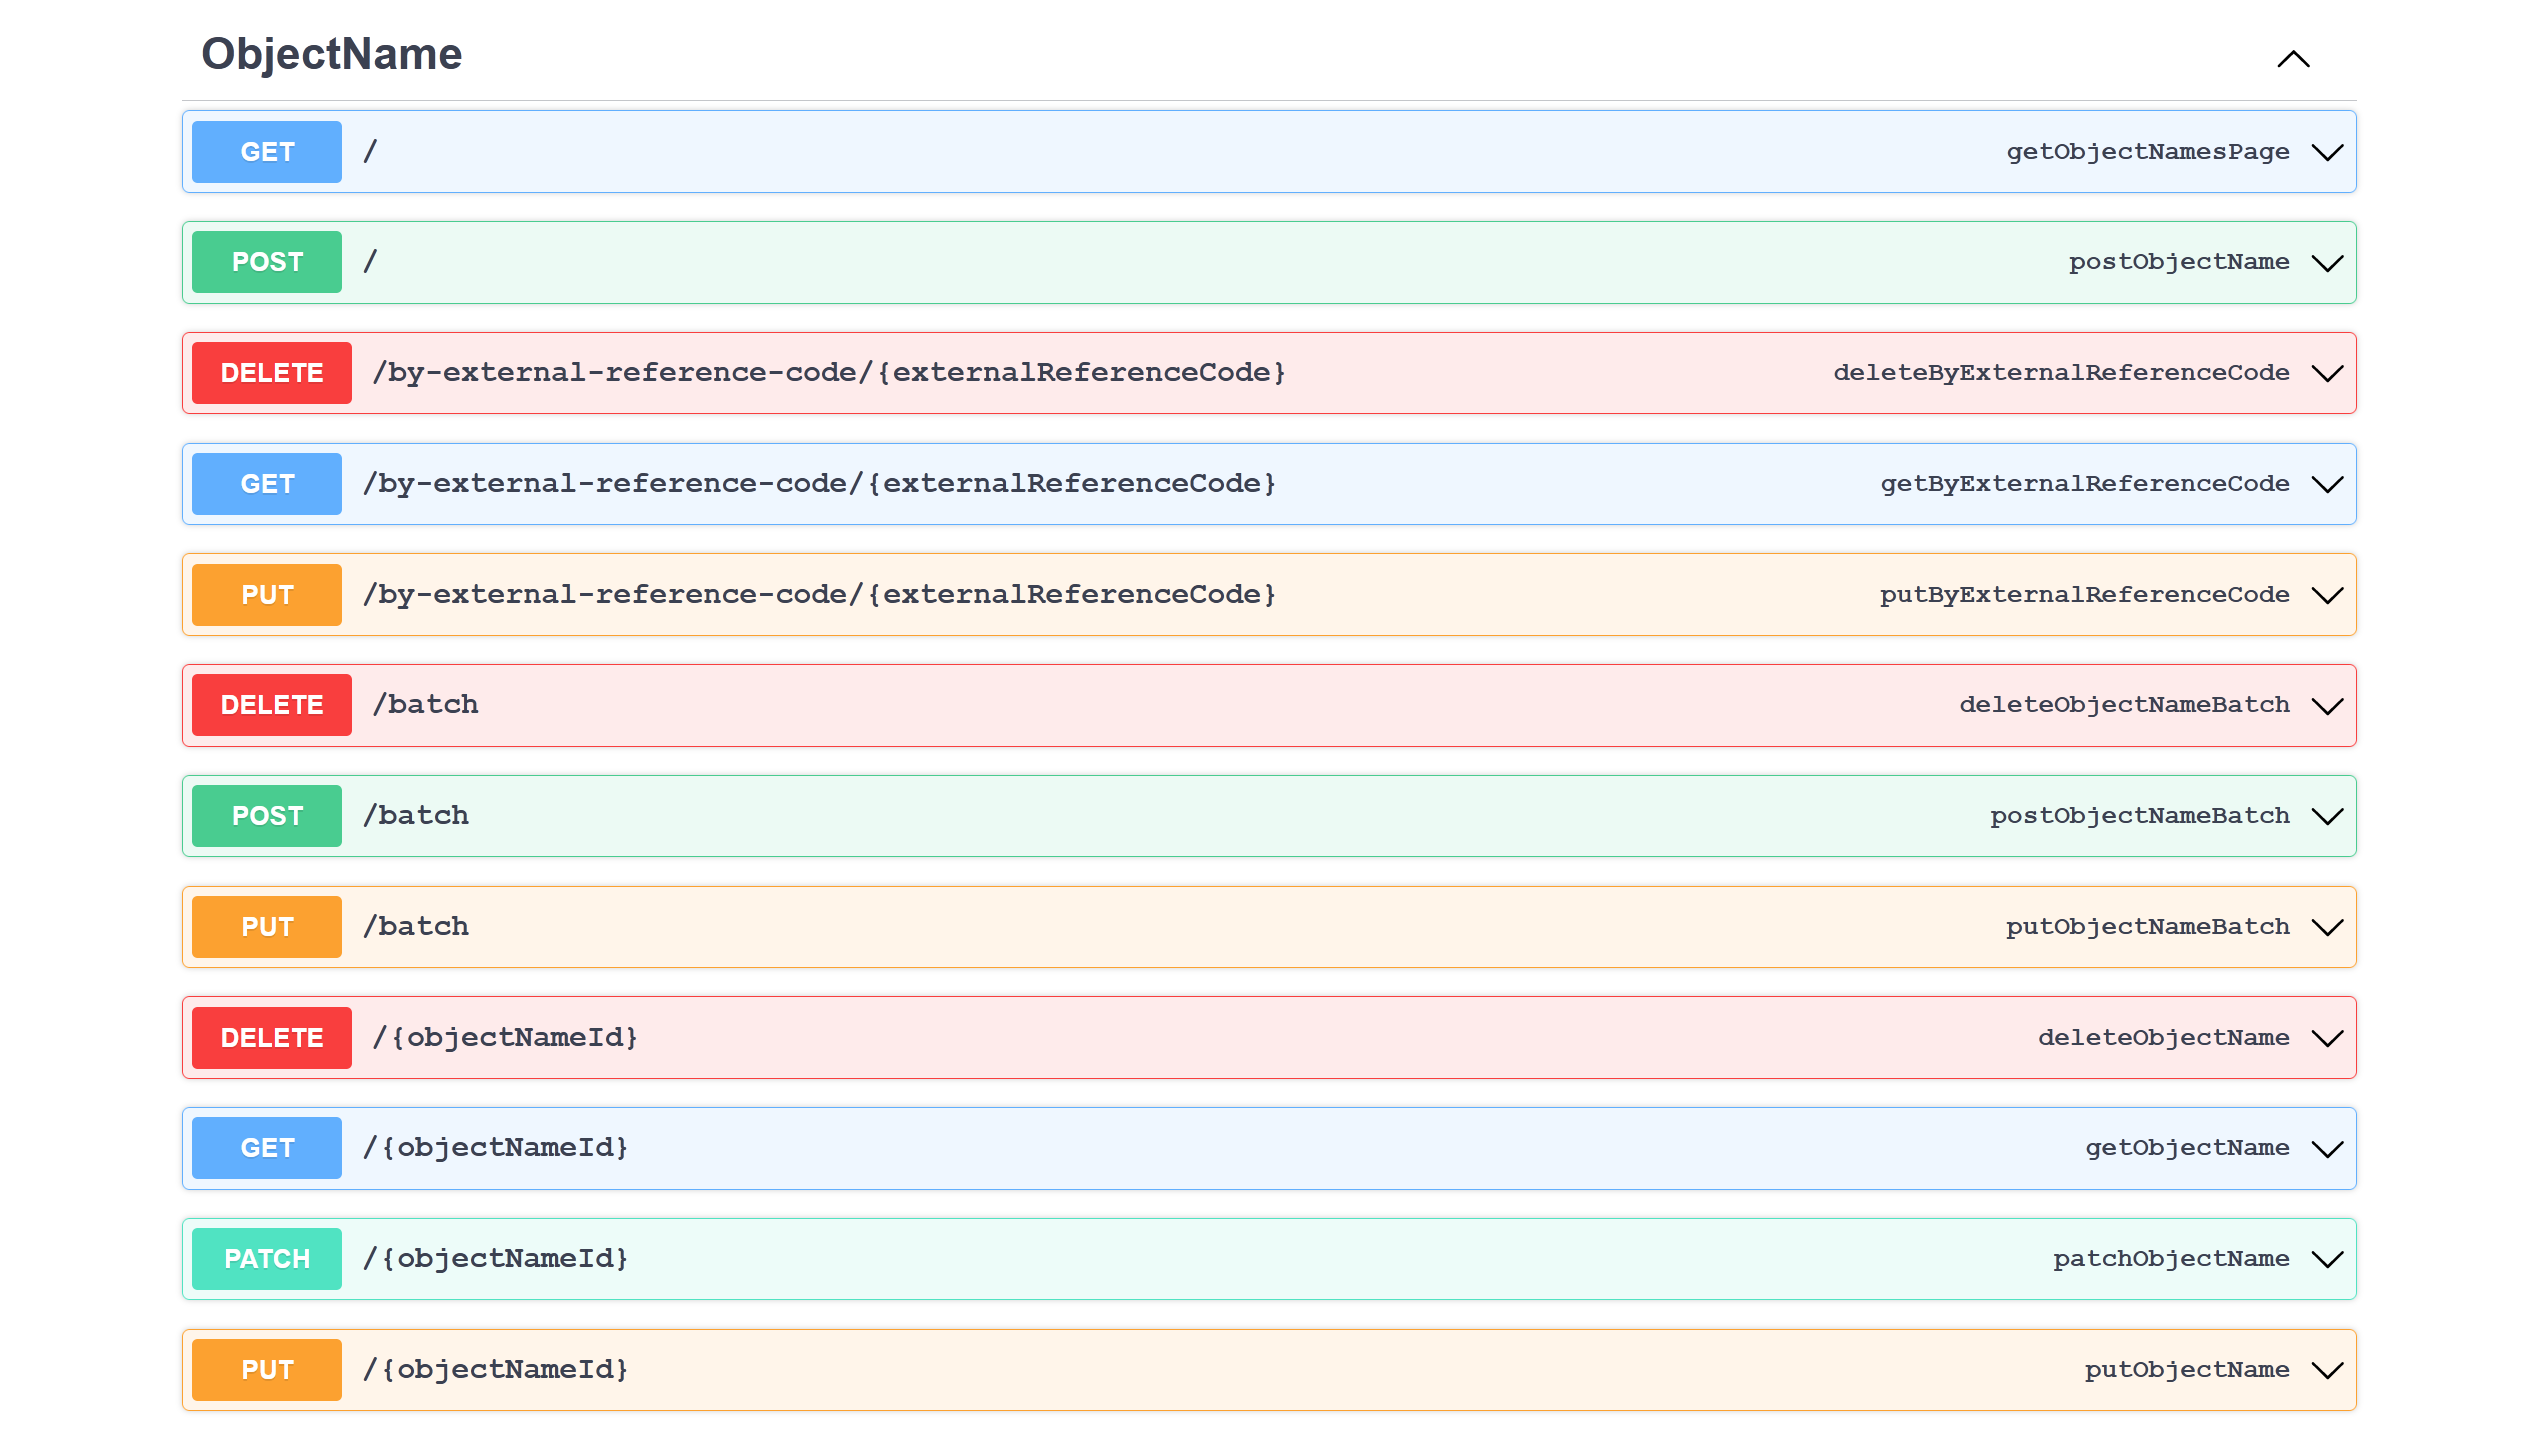 ObjectName
GET / getObjectNamesPage
POST / postObjectName
DELETE /by-external-reference-code/{externalReferenceCode} deleteByExternalReferenceCode
GET /by-external-reference-code/{externalReferenceCode} getByExternalReferenceCode
PUT /by-external-reference-code/{externalReferenceCode} putByExternalReferenceCode
DELETE /batch deleteObjectNameBatch
POST /batch postObjectNameBatch
PUT /batch putObjectNameBatch
DELETE /{objectNameId} deleteObjectName
GET /{objectNameId} getObjectName
PATCH /{objectNameId} patchObjectName
PUT /{objectNameId} putObjectName